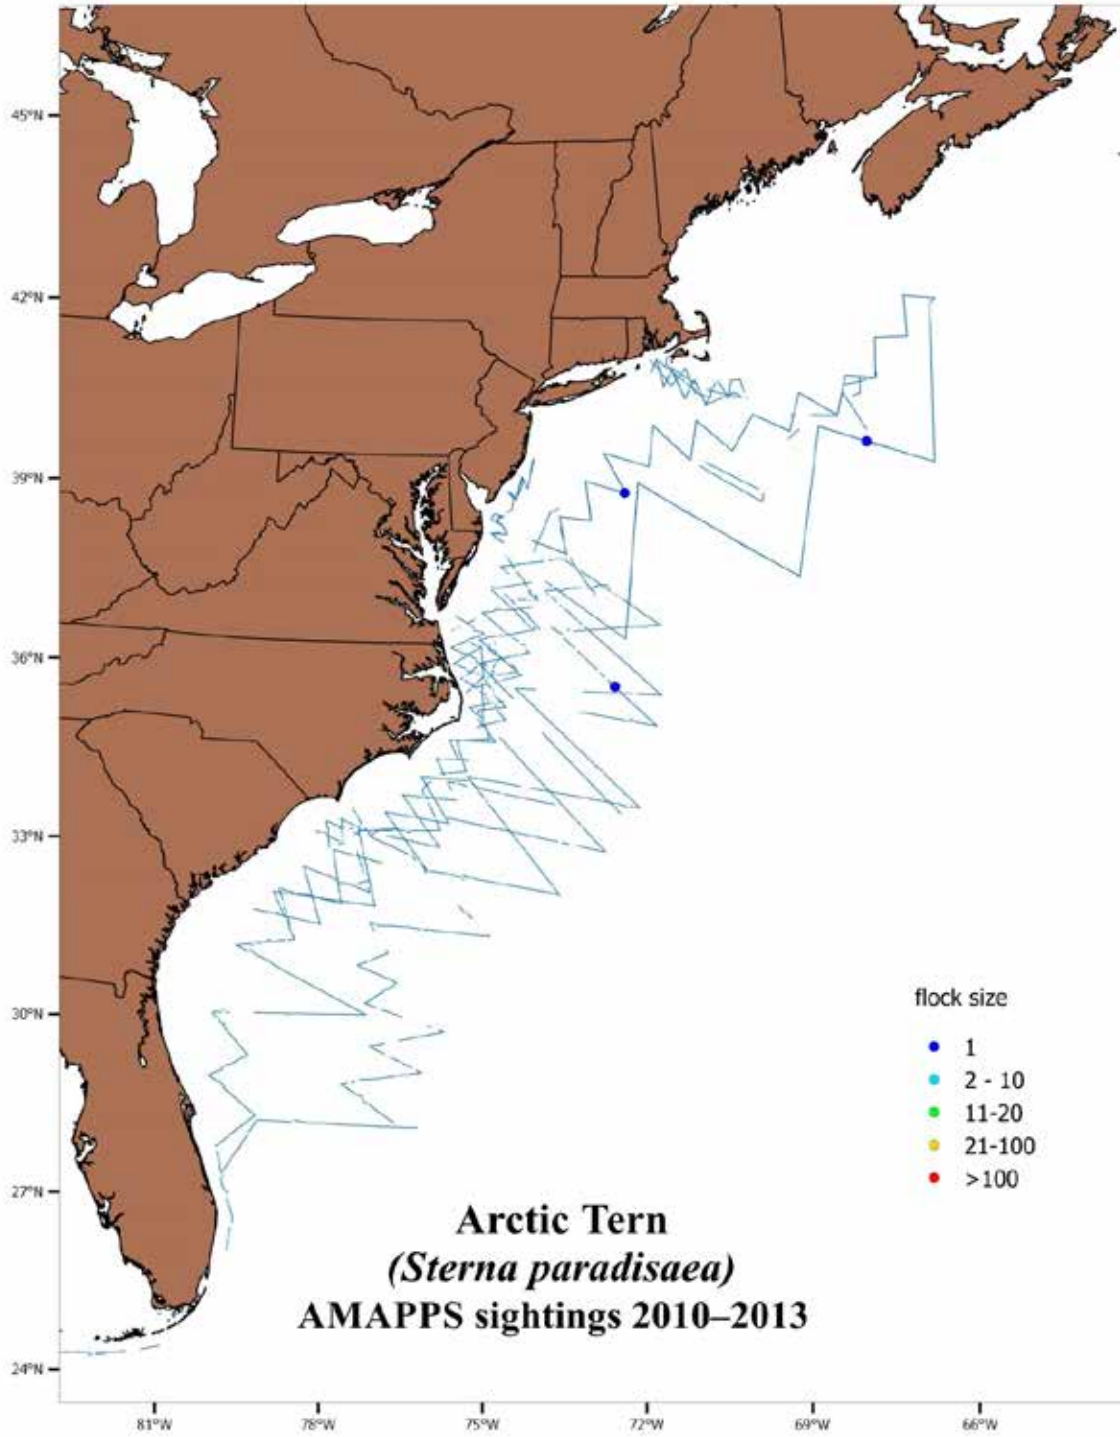 45°N
42°N
39°N
36°N
33°N
30°N
27°N
24°N
flock size
1
2 - 10
11-20
21-100
>100
Arctic Tern
(Sterna paradisaea)
AMAPPS sightings 2010–2013
81°W 78°W 75°W 72°W 69°W 66°W